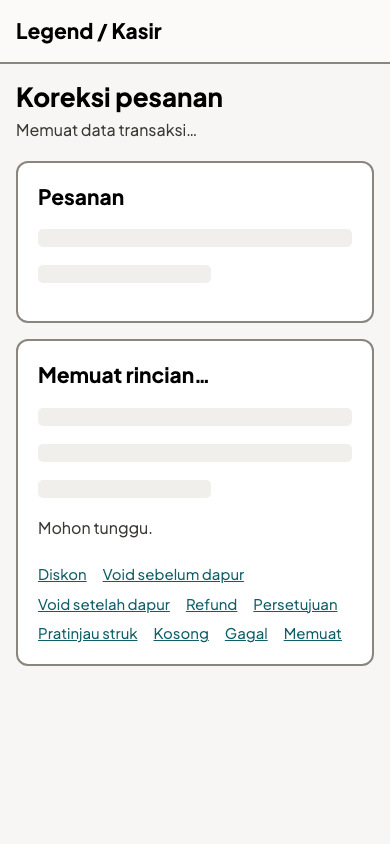 Legend / Kasir
Koreksi pesanan
Memuat data transaksi…
Pesanan
Memuat rincian…
Mohon tunggu.
Diskon Void sebelum dapur
Void setelah dapur Refund Persetujuan
Pratinjau struk Kosong Gagal Memuat